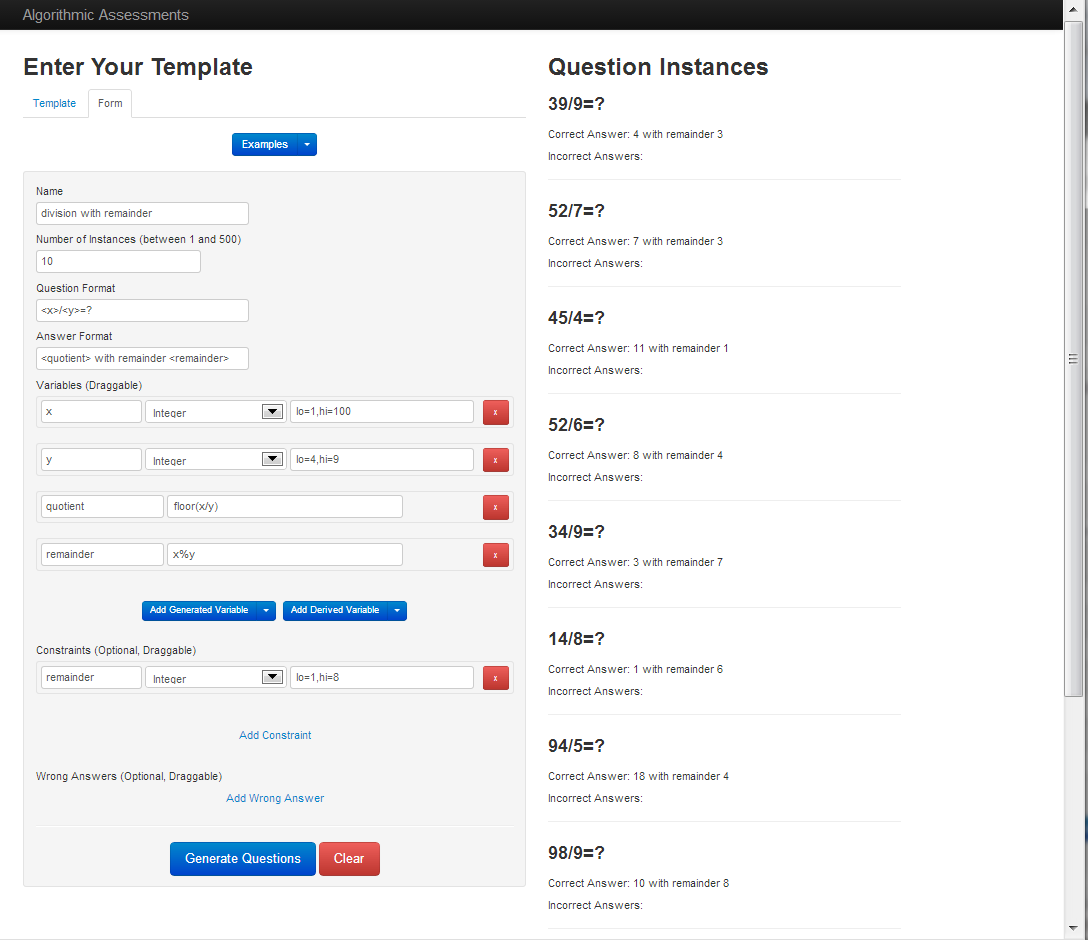 Algorithmic Assessments
Enter Your Template
Template Form
Examples
Name
division with remainder
Number of Instances (between 1 and 500)
10
Question Format
<x>/<y>=?
Answer Format
<quotient> with remainder <remainder>
Variables (Draggable)
x Integer lo=1,hi=100 x
y Integer lo=4,hi=9 x
quotient floor(x/y) x
remainder x%y x
Add Generated Variable Add Derived Variable
Constraints (Optional, Draggable)
remainder Integer lo=1,hi=8 x
Add Constraint
Wrong Answers (Optional, Draggable)
Add Wrong Answer
Generate Questions Clear
Question Instances
39/9=?
Correct Answer: 4 with remainder 3
Incorrect Answers:
52/7=?
Correct Answer: 7 with remainder 3
Incorrect Answers:
45/4=?
Correct Answer: 11 with remainder 1
Incorrect Answers:
52/6=?
Correct Answer: 8 with remainder 4
Incorrect Answers:
34/9=?
Correct Answer: 3 with remainder 7
Incorrect Answers:
14/8=?
Correct Answer: 1 with remainder 6
Incorrect Answers:
94/5=?
Correct Answer: 18 with remainder 4
Incorrect Answers:
98/9=?
Correct Answer: 10 with remainder 8
Incorrect Answers: